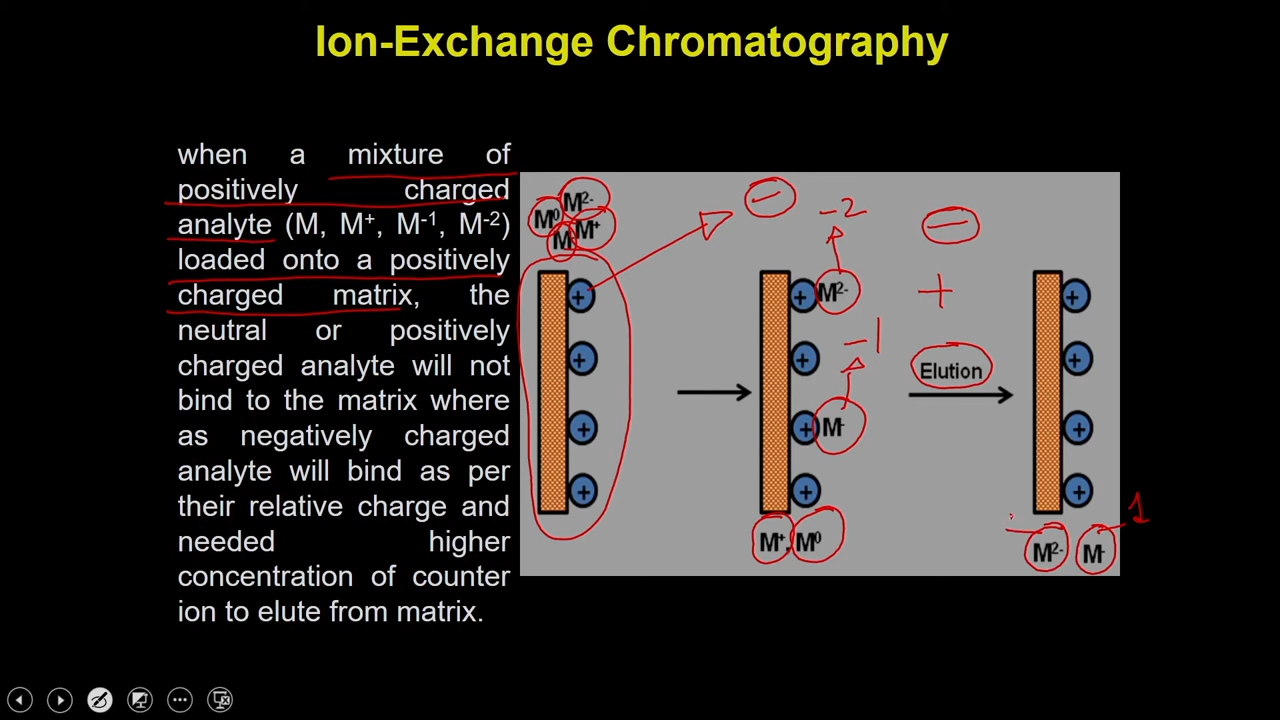 Ion-Exchange Chromatography
when a mixture of
positively charged
analyte (M, M⁺, M⁻¹, M⁻²)
loaded onto a positively
charged matrix, the
neutral or positively
charged analyte will not
bind to the matrix where
as negatively charged
analyte will bind as per
their relative charge and
needed higher
concentration of counter
ion to elute from matrix.
M²⁻
M⁰ M⁺
M⁻
+
+
+
+
−
+ M²⁻
+
+ M⁻
+
M⁺, M⁰
-2
-1
−
+
Elution
+
+
+
+
M²⁻ M⁻
-1